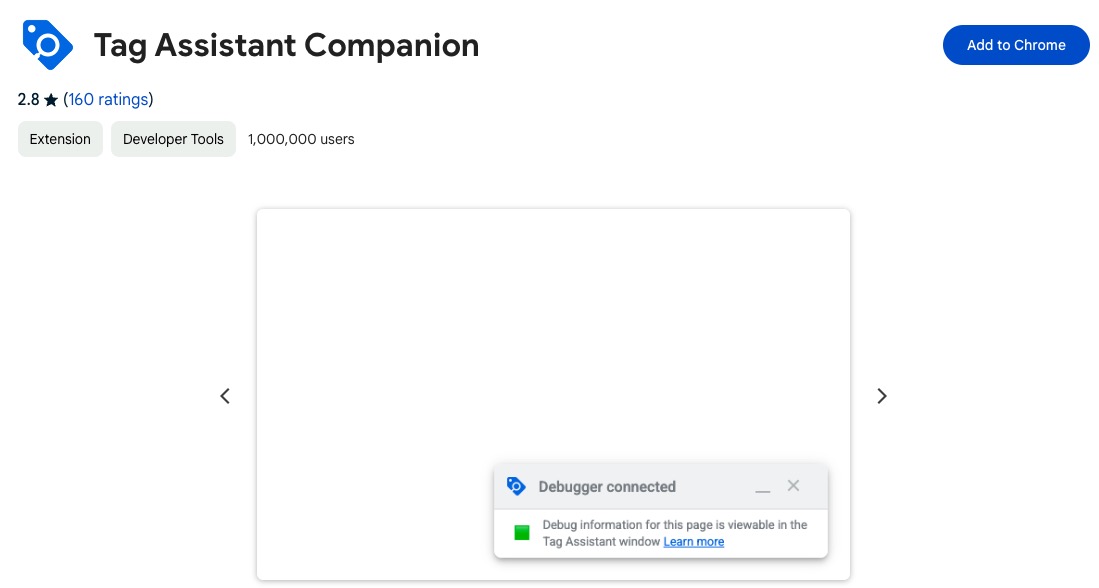 Tag Assistant Companion
Add to Chrome
2.8 ★ (160 ratings)
Extension Developer Tools 1,000,000 users
Debugger connected
Debug information for this page is viewable in the
Tag Assistant window Learn more